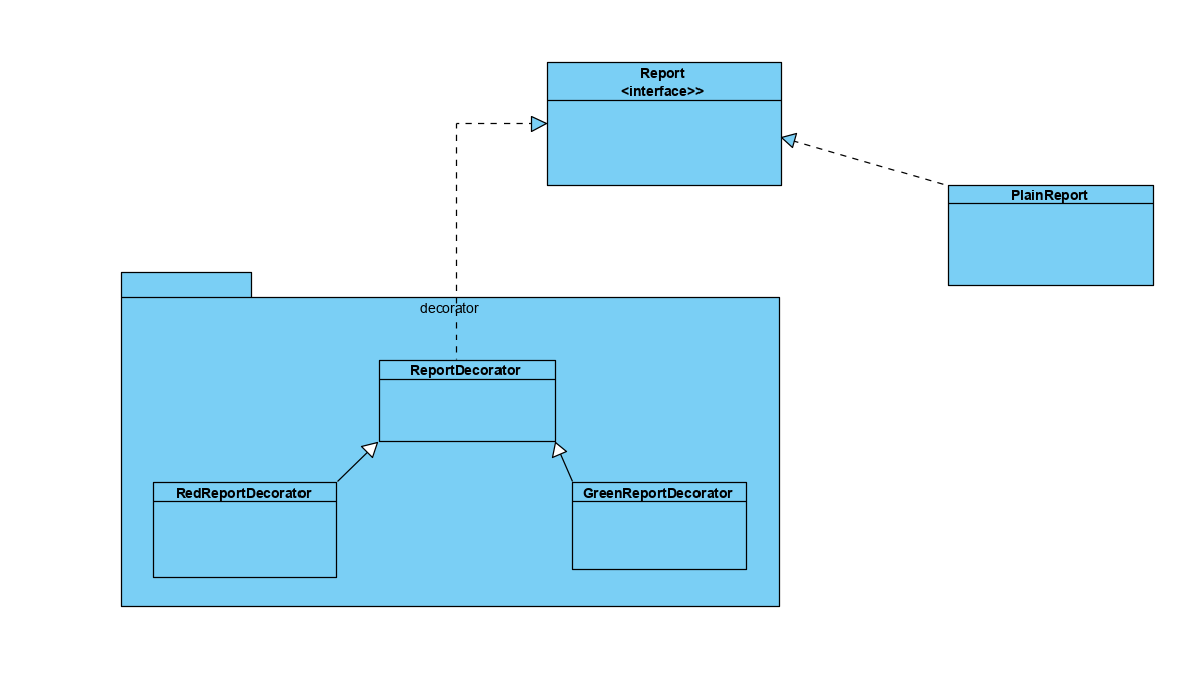 Report
<interface>>
PlainReport
decorator
ReportDecorator
RedReportDecorator
GreenReportDecorator